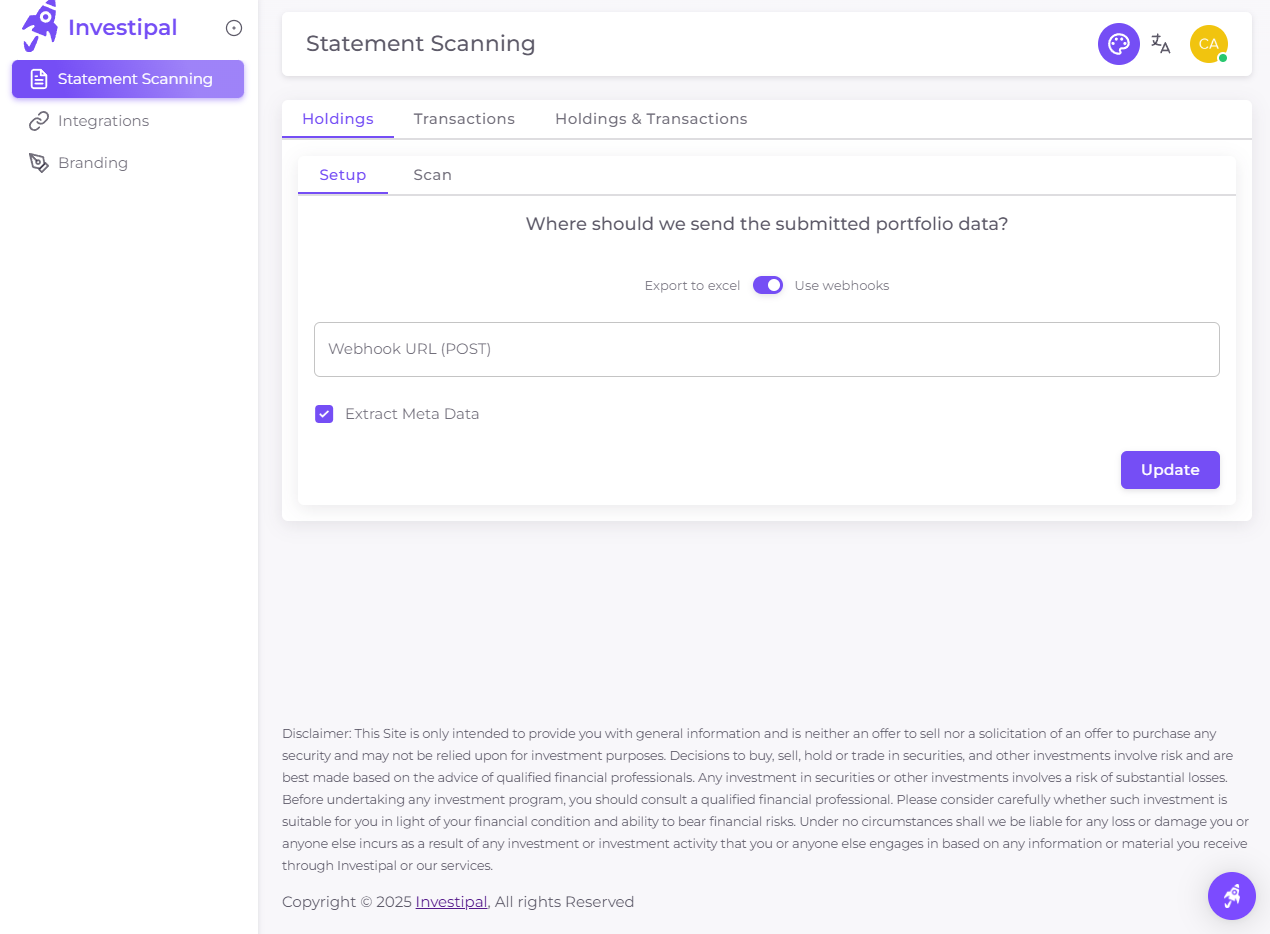 Investipal
Statement Scanning
Integrations
Branding
Statement Scanning
CA
Holdings
Transactions
Holdings & Transactions
Setup
Scan
Where should we send the submitted portfolio data?
Export to excel
Use webhooks
Webhook URL (POST)
Extract Meta Data
Update
Disclaimer: This Site is only intended to provide you with general information and is neither an offer to sell nor a solicitation of an offer to purchase any
security and may not be relied upon for investment purposes. Decisions to buy, sell, hold or trade in securities, and other investments involve risk and are
best made based on the advice of qualified financial professionals. Any investment in securities or other investments involves a risk of substantial losses.
Before undertaking any investment program, you should consult a qualified financial professional. Please consider carefully whether such investment is
suitable for you in light of your financial condition and ability to bear financial risks. Under no circumstances shall we be liable for any loss or damage you or
anyone else incurs as a result of any investment or investment activity that you or anyone else engages in based on any information or material you receive
through Investipal or our services.
Copyright © 2025 Investipal, All rights Reserved